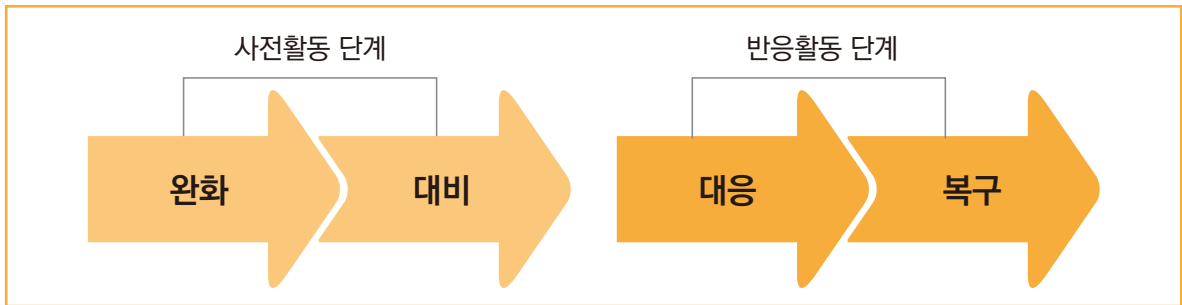 사전활동 단계
반응활동 단계
완화
대비
대응
복구